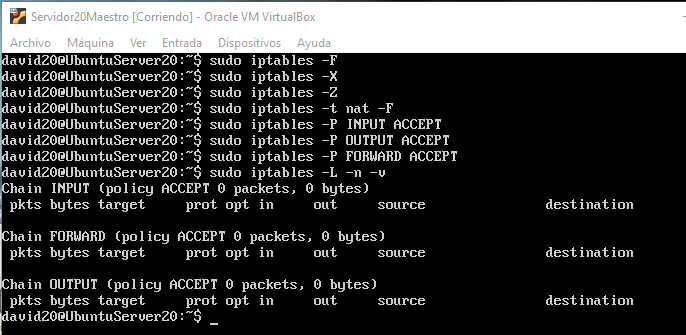 Servidor20Maestro [Corriendo] - Oracle VM VirtualBox
Archivo Máquina Ver Entrada Dispositivos Ayuda
david20@UbuntuServer20:~$ sudo iptables -F
david20@UbuntuServer20:~$ sudo iptables -X
david20@UbuntuServer20:~$ sudo iptables -Z
david20@UbuntuServer20:~$ sudo iptables -t nat -F
david20@UbuntuServer20:~$ sudo iptables -P INPUT ACCEPT
david20@UbuntuServer20:~$ sudo iptables -P OUTPUT ACCEPT
david20@UbuntuServer20:~$ sudo iptables -P FORWARD ACCEPT
david20@UbuntuServer20:~$ sudo iptables -L -n -v
Chain INPUT (policy ACCEPT 0 packets, 0 bytes)
 pkts bytes target     prot opt in     out     source               destination

Chain FORWARD (policy ACCEPT 0 packets, 0 bytes)
 pkts bytes target     prot opt in     out     source               destination

Chain OUTPUT (policy ACCEPT 0 packets, 0 bytes)
 pkts bytes target     prot opt in     out     source               destination
david20@UbuntuServer20:~$ _